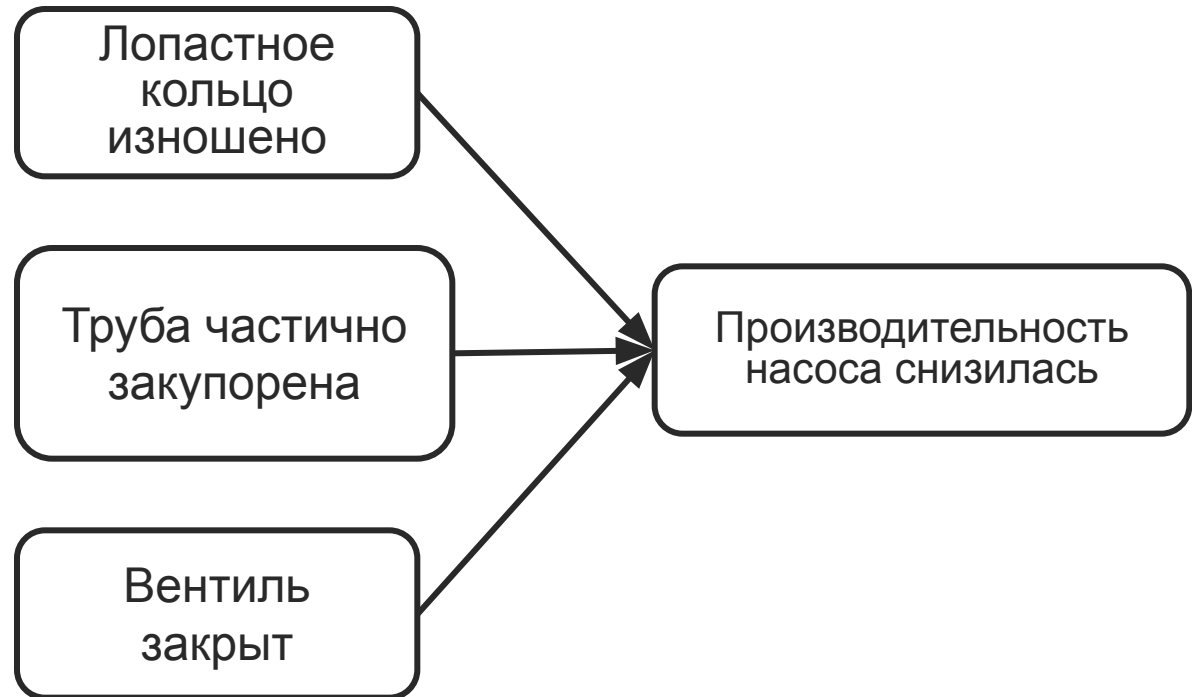 Лопастное
кольцо
изношено
Труба частично
закупорена
Производительность
насоса снизилась
Вентиль
закрыт